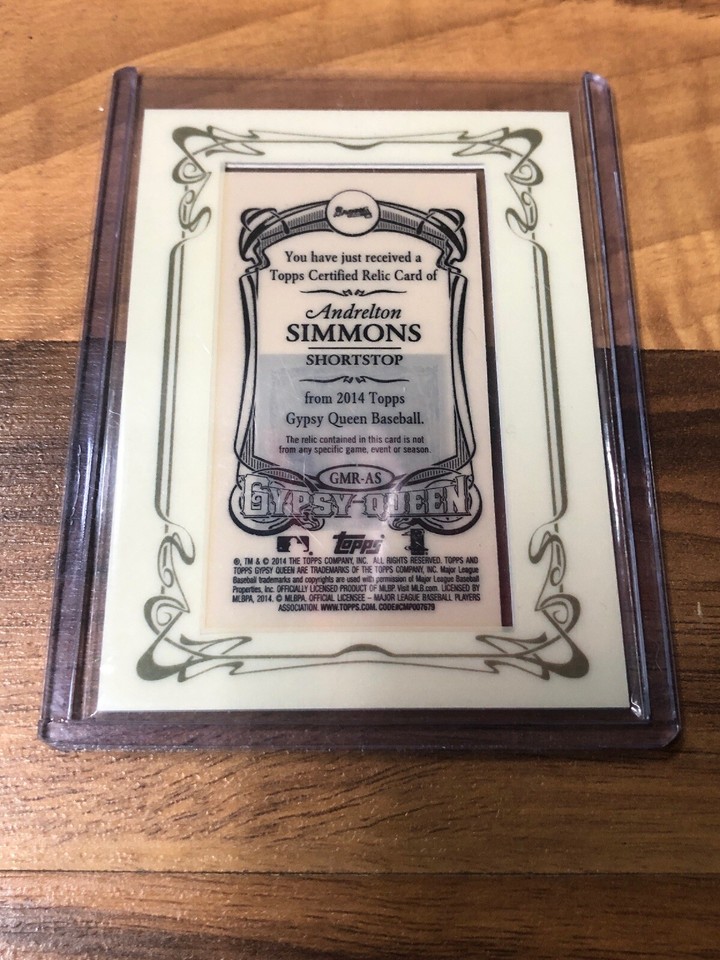 Braves
You have just received a
Topps Certified Relic Card of
Andrelton
SIMMONS
SHORTSTOP
from 2014 Topps
Gypsy Queen Baseball.
The relic contained in this card is not
from any specific game, event or season.
GMR-AS
GYPSY QUEEN
topps
®, TM & © 2014 THE TOPPS COMPANY, INC. ALL RIGHTS RESERVED. TOPPS AND
TOPPS GYPSY QUEEN ARE TRADEMARKS OF THE TOPPS COMPANY, INC. Major League
Baseball trademarks and copyrights are used with permission of Major League Baseball
Properties, Inc. OFFICIALLY LICENSED PRODUCT OF MLBP. Visit MLB.com. LICENSED BY
MLBPA, 2014. © MLBPA. OFFICIAL LICENSEE – MAJOR LEAGUE BASEBALL PLAYERS
ASSOCIATION. WWW.TOPPS.COM. CODE#CMP007679